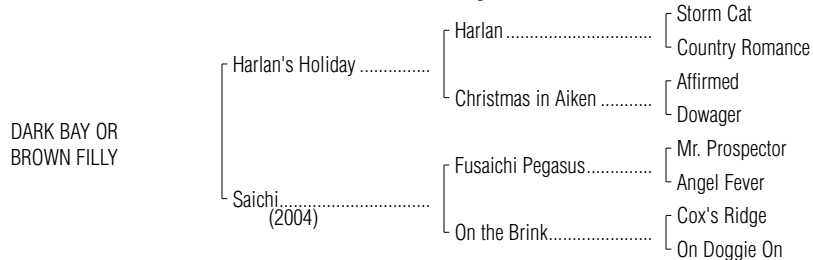 Storm Cat
Harlan ..............................
Country Romance
Harlan's Holiday ...............
Affirmed
Christmas in Aiken ...........
Dowager
DARK BAY OR
BROWN FILLY
Mr. Prospector
Fusaichi Pegasus..............
Angel Fever
Saichi...............................
(2004)
Cox's Ridge
On the Brink.....................
On Doggie On